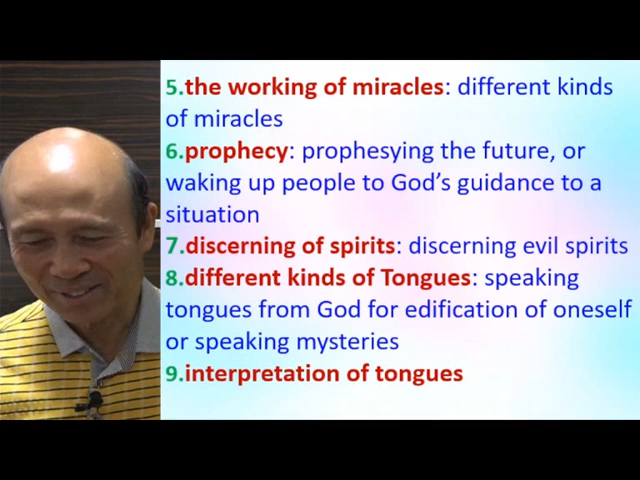 5.the working of miracles: different kinds
of miracles
6.prophecy: prophesying the future, or
waking up people to God’s guidance to a
situation
7.discerning of spirits: discerning evil spirits
8.different kinds of Tongues: speaking
tongues from God for edification of oneself
or speaking mysteries
9.interpretation of tongues